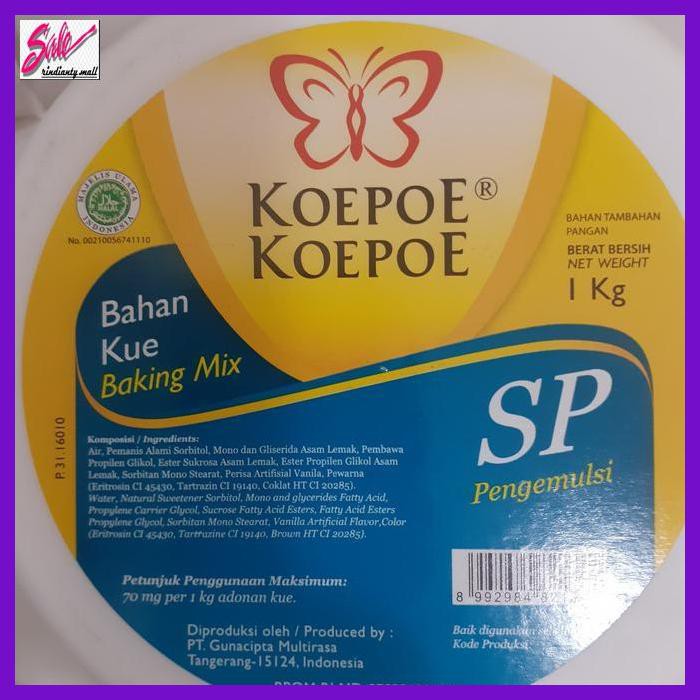 Sale
rindianty.mall
KOEPOE®
KOEPOE
MAJELIS ULAMA
INDONESIA
HALAL
No. 00210056741110
BAHAN TAMBAHAN
PANGAN
BERAT BERSIH
NET WEIGHT
1 Kg
Bahan
Kue
Baking Mix
SP
Pengemulsi
P.31.16010
Komposisi / Ingredients:
Air, Pemanis Alami Sorbitol, Mono dan Gliserida Asam Lemak, Pembawa
Propilen Glikol, Ester Sukrosa Asam Lemak, Ester Propilen Glikol Asam
Lemak, Sorbitan Mono Stearat, Perisa Artifisial Vanila, Pewarna
(Eritrosin CI 45430, Tartrazin CI 19140, Coklat HT CI 20285).
Water, Natural Sweetener Sorbitol, Mono and glycerides Fatty Acid,
Propylene Carrier Glycol, Sucrose Fatty Acid Esters, Fatty Acid Esters
Propylene Glycol, Sorbitan Mono Stearat, Vanilla Artificial Flavor,Color
(Eritrosin CI 45430, Tartrazine CI 19140, Brown HT CI 20285).
Petunjuk Penggunaan Maksimum:
70 mg per 1 kg adonan kue.
8 992984
Diproduksi oleh / Produced by :
PT. Gunacipta Multirasa
Tangerang-15124, Indonesia
Baik digunakan
Kode Produksi